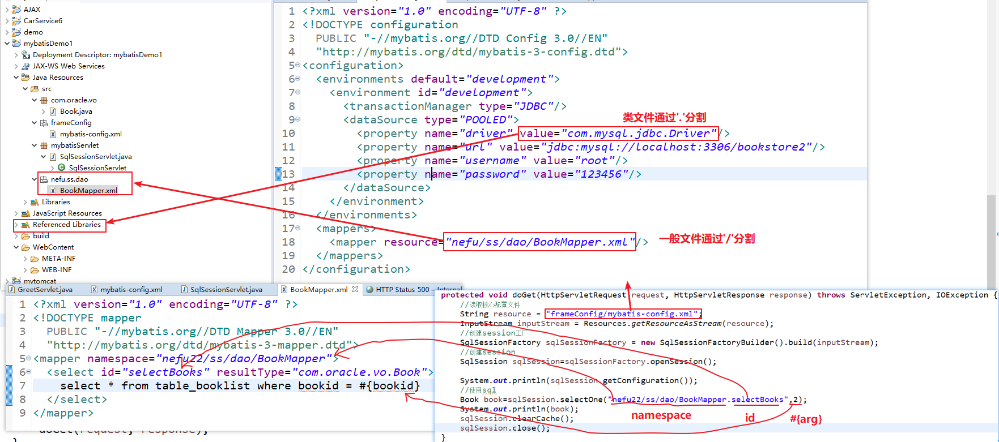 AJAX
CarService6
demo
mybatisDemo1
Deployment Descriptor: mybatisDemo1
JAX-WS Web Services
Java Resources
src
com.oracle.vo
Book.java
frameConfig
mybatis-config.xml
mybatisServlet
SqlSessionServlet.java
SqlSessionServlet
nefu.ss.dao
BookMapper.xml
Libraries
JavaScript Resources
Referenced Libraries
build
WebContent
META-INF
WEB-INF
mytomcat
1 <?xml version="1.0" encoding="UTF-8" ?>
2 <!DOCTYPE configuration
3 PUBLIC "-//mybatis.org//DTD Config 3.0//EN"
4 "http://mybatis.org/dtd/mybatis-3-config.dtd">
5 <configuration>
6 <environments default="development">
7 <environment id="development">
8 <transactionManager type="JDBC"/>
9 <dataSource type="POOLED">
类文件通过'.'分割
10 <property name="driver" value="com.mysql.jdbc.Driver"/>
11 <property name="url" value="jdbc:mysql://localhost:3306/bookstore2"/>
12 <property name="username" value="root"/>
13 <property name="password" value="123456"/>
14 </dataSource>
15 </environment>
16 </environments>
17 <mappers>
18 <mapper resource="nefu/ss/dao/BookMapper.xml"/>
一般文件通过'/'分割
19 </mappers>
20 </configuration>
GreetServlet.java mybatis-config.xml SqlSessionServlet.java BookMapper.xml HTTP Status 500 – Internal
1 <?xml version="1.0" encoding="UTF-8" ?>
2 <!DOCTYPE mapper
3 PUBLIC "-//mybatis.org//DTD Mapper 3.0//EN"
4 "http://mybatis.org/dtd/mybatis-3-mapper.dtd">
5 <mapper namespace="nefu22/ss/dao/BookMapper">
6 <select id="selectBooks" resultType="com.oracle.vo.Book">
7 select * from table_booklist where bookid = #{bookid}
8 </select>
9 </mapper>
doGet(request, response);
protected void doGet(HttpServletRequest request, HttpServletResponse response) throws ServletException, IOException {
//读取核心配置文件
String resource = "frameConfig/mybatis-config.xml";
InputStream inputStream = Resources.getResourceAsStream(resource);
//创建session工厂
SqlSessionFactory sqlSessionFactory = new SqlSessionFactoryBuilder().build(inputStream);
//创建session
SqlSession sqlSession=sqlSessionFactory.openSession();
System.out.println(sqlSession.getConfiguration());
//使用sql
Book book=sqlSession.selectOne("nefu22/ss/dao/BookMapper.selectBooks",2);
System.out.println(book);
namespace id #{arg}
sqlSession.clearCache();
sqlSession.close();
}